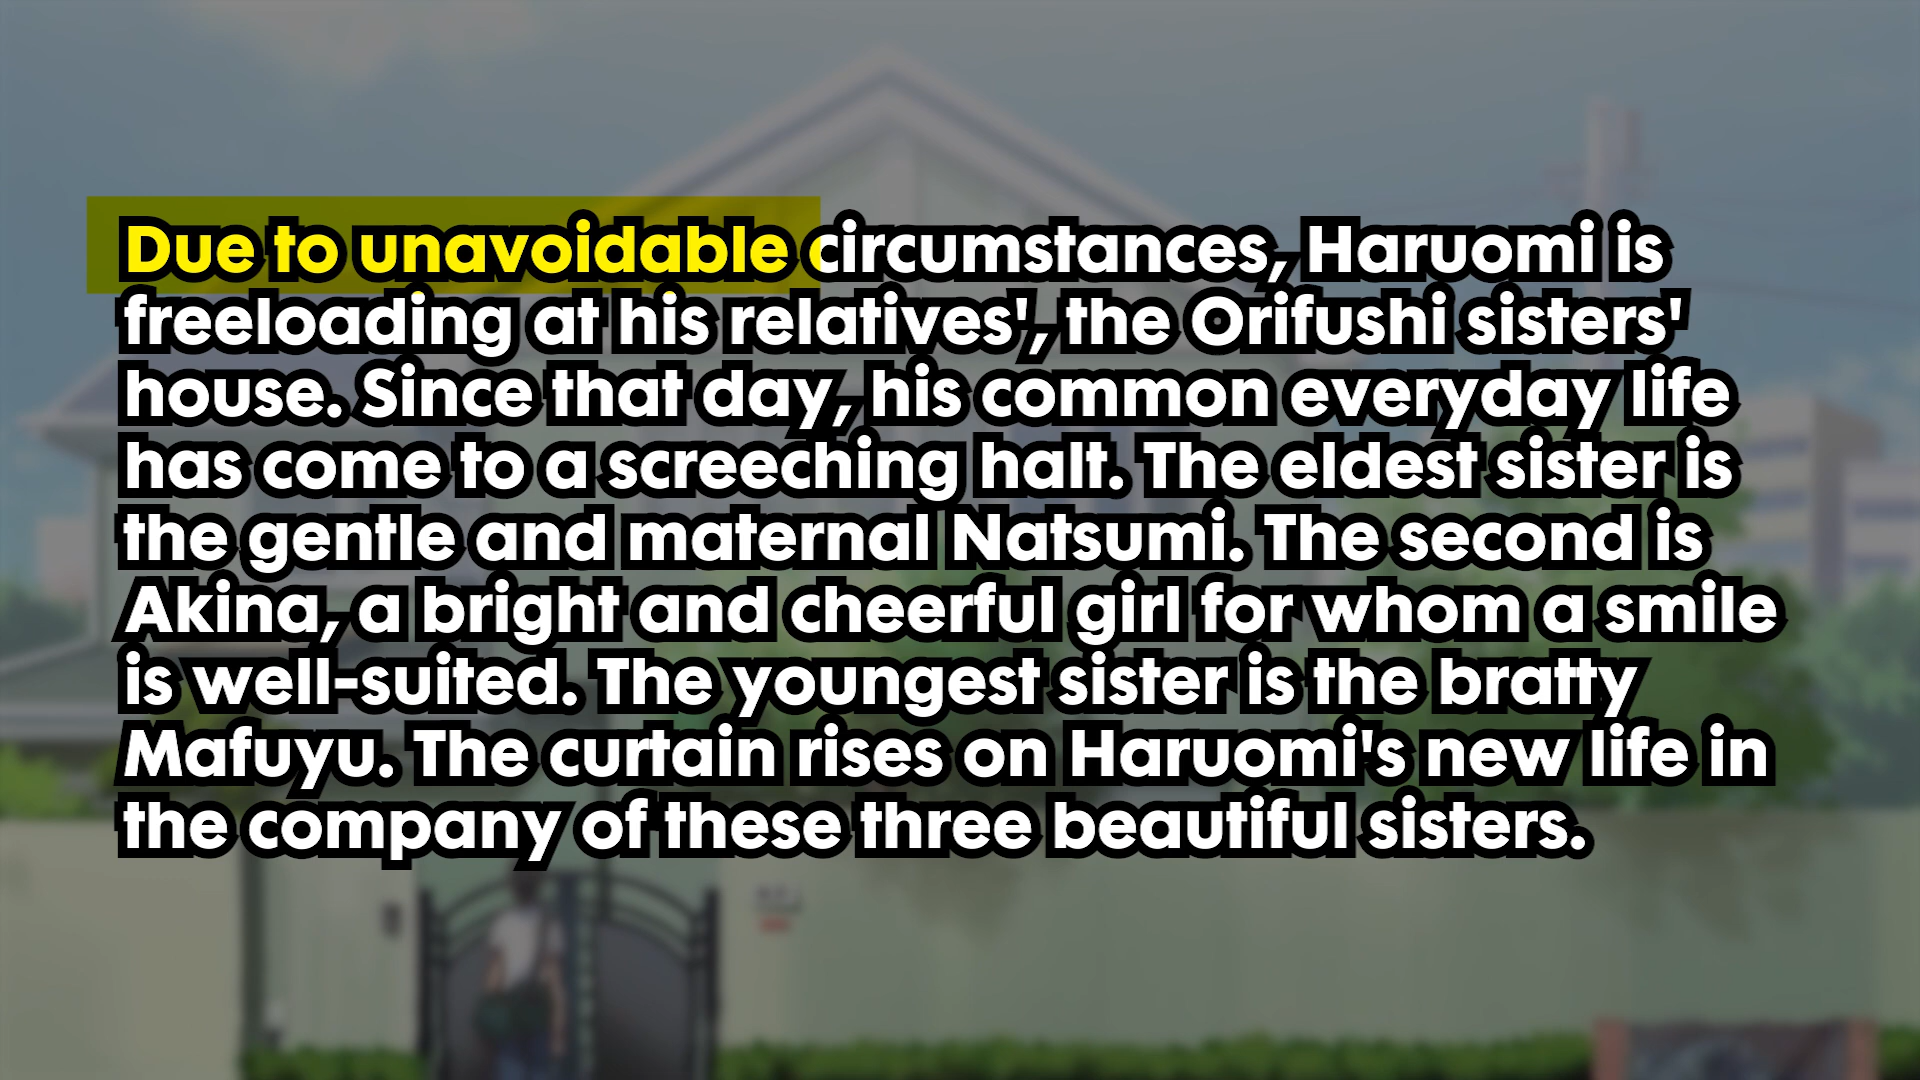 Due to unavoidable circumstances, Haruomi is
freeloading at his relatives', the Orifushi sisters'
house. Since that day, his common everyday life
has come to a screeching halt. The eldest sister is
the gentle and maternal Natsumi. The second is
Akina, a bright and cheerful girl for whom a smile
is well-suited. The youngest sister is the bratty
Mafuyu. The curtain rises on Haruomi's new life in
the company of these three beautiful sisters.